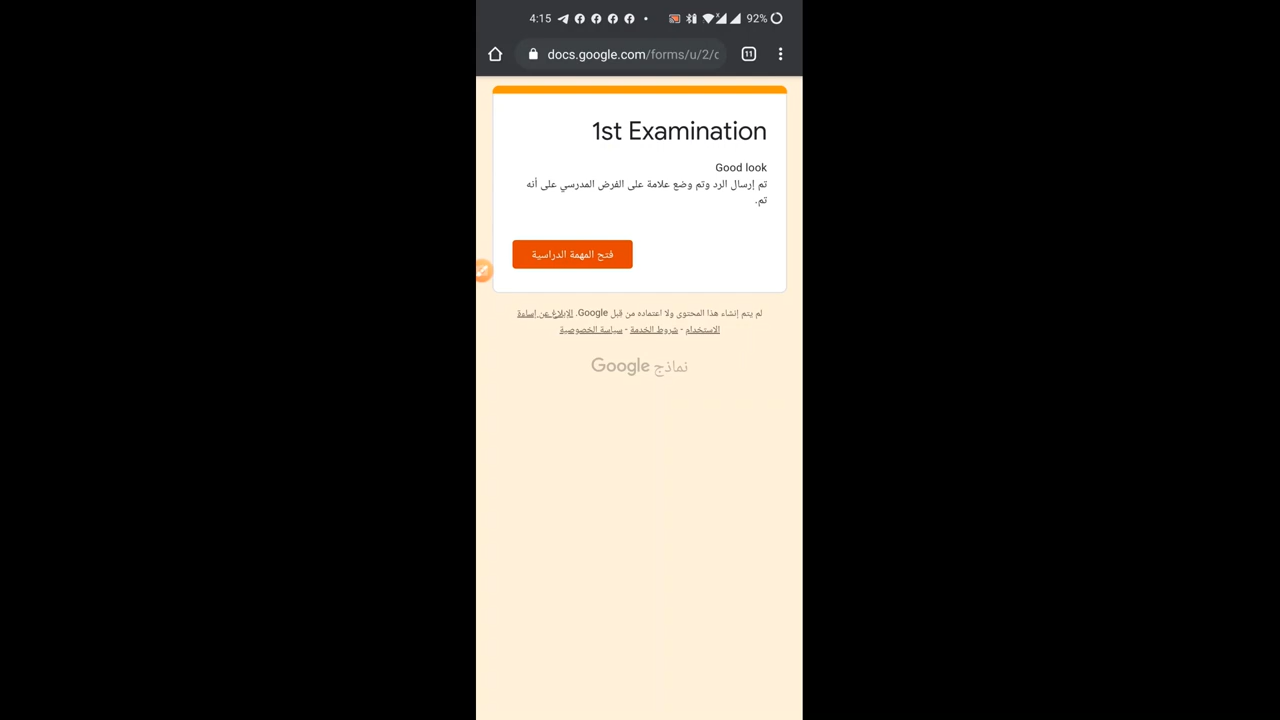 4:15
92%
docs.google.com/forms/u/2/
11
1st Examination
Good look
تم إرسال الرد وتم وضع علامة على الفرض المدرسي على أنه
تم.
فتح المهمة الدراسية
لم يتم إنشاء هذا المحتوى ولا اعتماده من قِبل Google. الإبلاغ عن إساءة
الاستخدام - شروط الخدمة - سياسة الخصوصية
نماذج Google